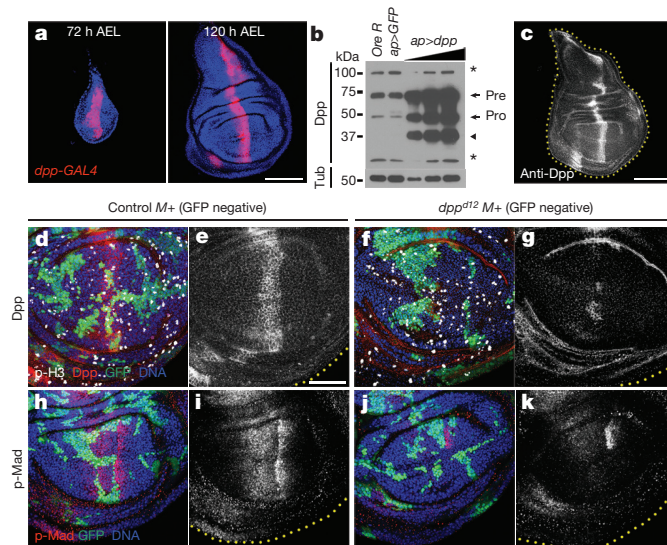 a
72 h AEL
120 h AEL
dpp-GAL4
b
Ore R
ap>GFP
ap>dpp
kDa
100
75
50
37
50
Dpp
Tub
*
Pre
Pro
*
c
Anti-Dpp
Control M+ (GFP negative)
dppd12 M+ (GFP negative)
Dpp
d
p-H3 Dpp GFP DNA
e
f
g
p-Mad
h
p-Mad GFP DNA
i
j
k